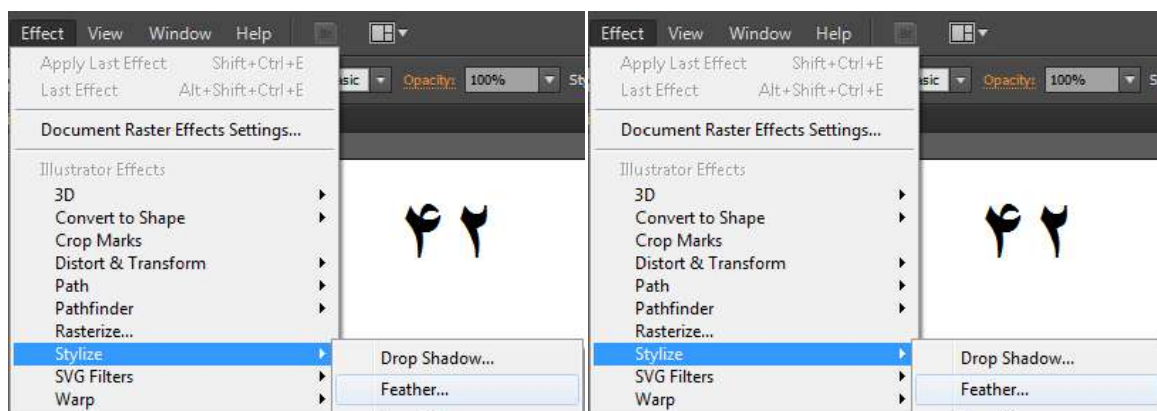 Effect View Window Help
Apply Last Effect Shift+Ctrl+E
Last Effect Alt+Shift+Ctrl+E
Opacity: 100%
Document Raster Effects Settings...
Illustrator Effects
3D
Convert to Shape
Crop Marks
Distort & Transform
Path
Pathfinder
Rasterize...
Stylize
SVG Filters
Warp
Drop Shadow...
Feather...
۴۲
Effect View Window Help
Apply Last Effect Shift+Ctrl+E
Last Effect Alt+Shift+Ctrl+E
Opacity: 100%
Document Raster Effects Settings...
Illustrator Effects
3D
Convert to Shape
Crop Marks
Distort & Transform
Path
Pathfinder
Rasterize...
Stylize
SVG Filters
Warp
Drop Shadow...
Feather...
۴۲